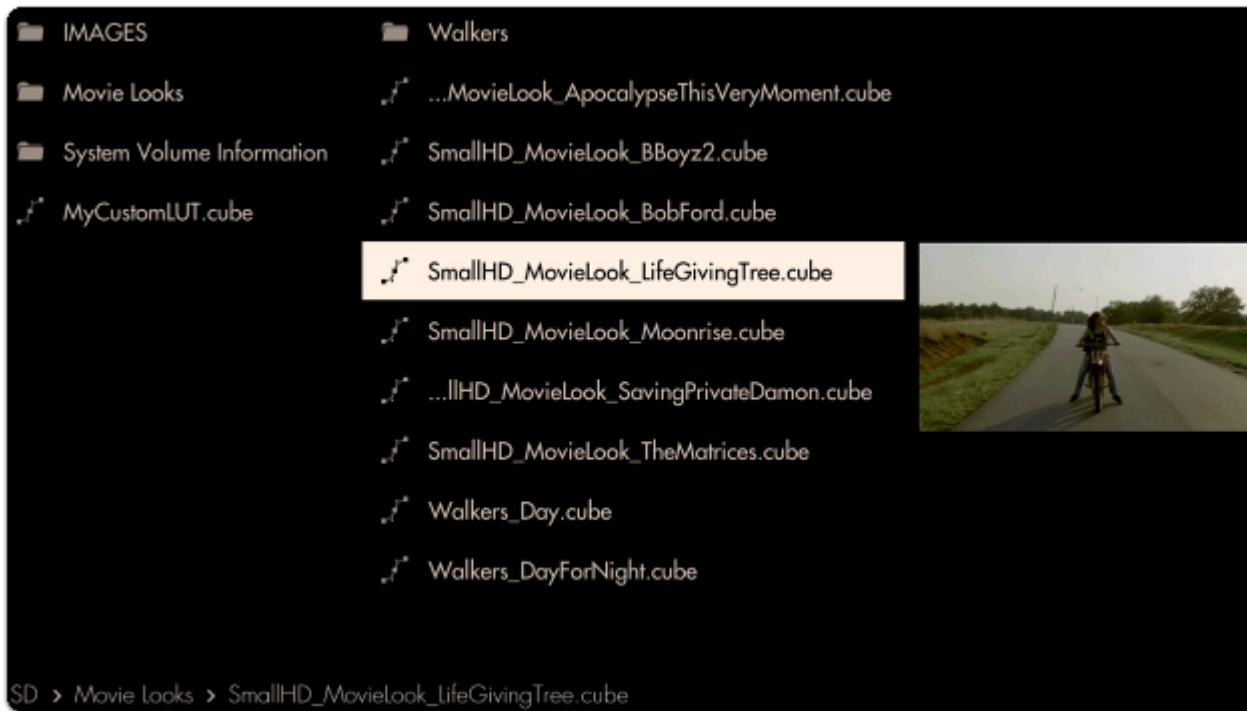 IMAGES
Movie Looks
System Volume Information
MyCustomLUT.cube
Walkers
...MovieLook_ApocalypseThisVeryMoment.cube
SmallHD_MovieLook_BBoyz2.cube
SmallHD_MovieLook_BobFord.cube
SmallHD_MovieLook_LifeGivingTree.cube
SmallHD_MovieLook_Moonrise.cube
...llHD_MovieLook_SavingPrivateDamon.cube
SmallHD_MovieLook_TheMatrices.cube
Walkers_Day.cube
Walkers_DayForNight.cube
SD > Movie Looks > SmallHD_MovieLook_LifeGivingTree.cube